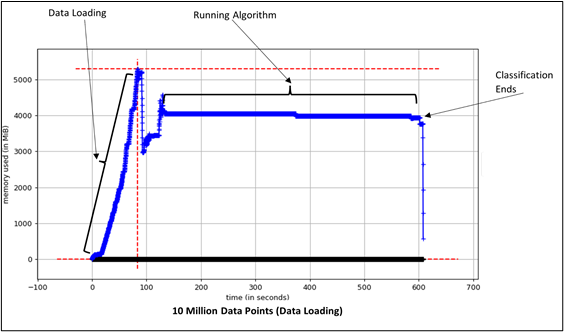 Data Loading
Running Algorithm
Classification
Ends
5000
4000
3000
2000
1000
0
memory used (in MiB)
−100 0 100 200 300 400 500 600 700
time (in seconds)
10 Million Data Points (Data Loading)